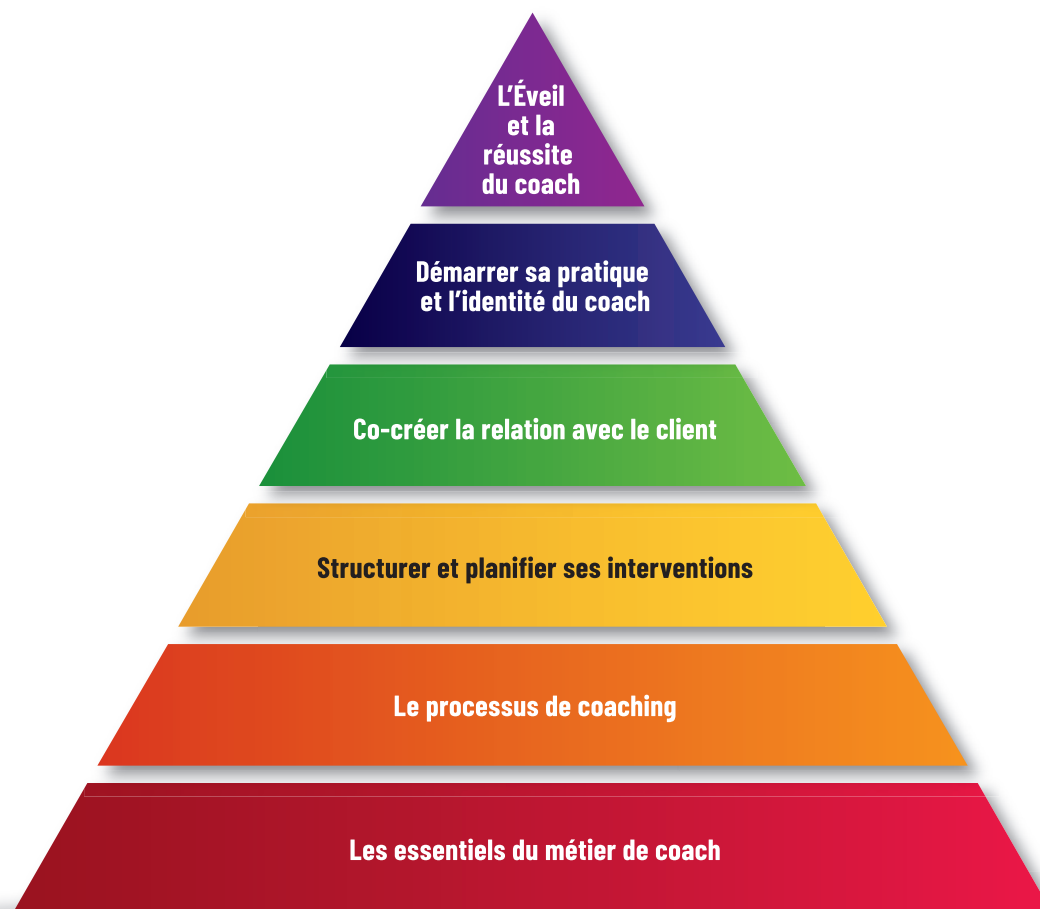 L'Éveil
et la
réussite
du coach
Démarrer sa pratique
et l'identité du coach
Co-créer la relation avec le client
Structurer et planifier ses interventions
Le processus de coaching
Les essentiels du métier de coach